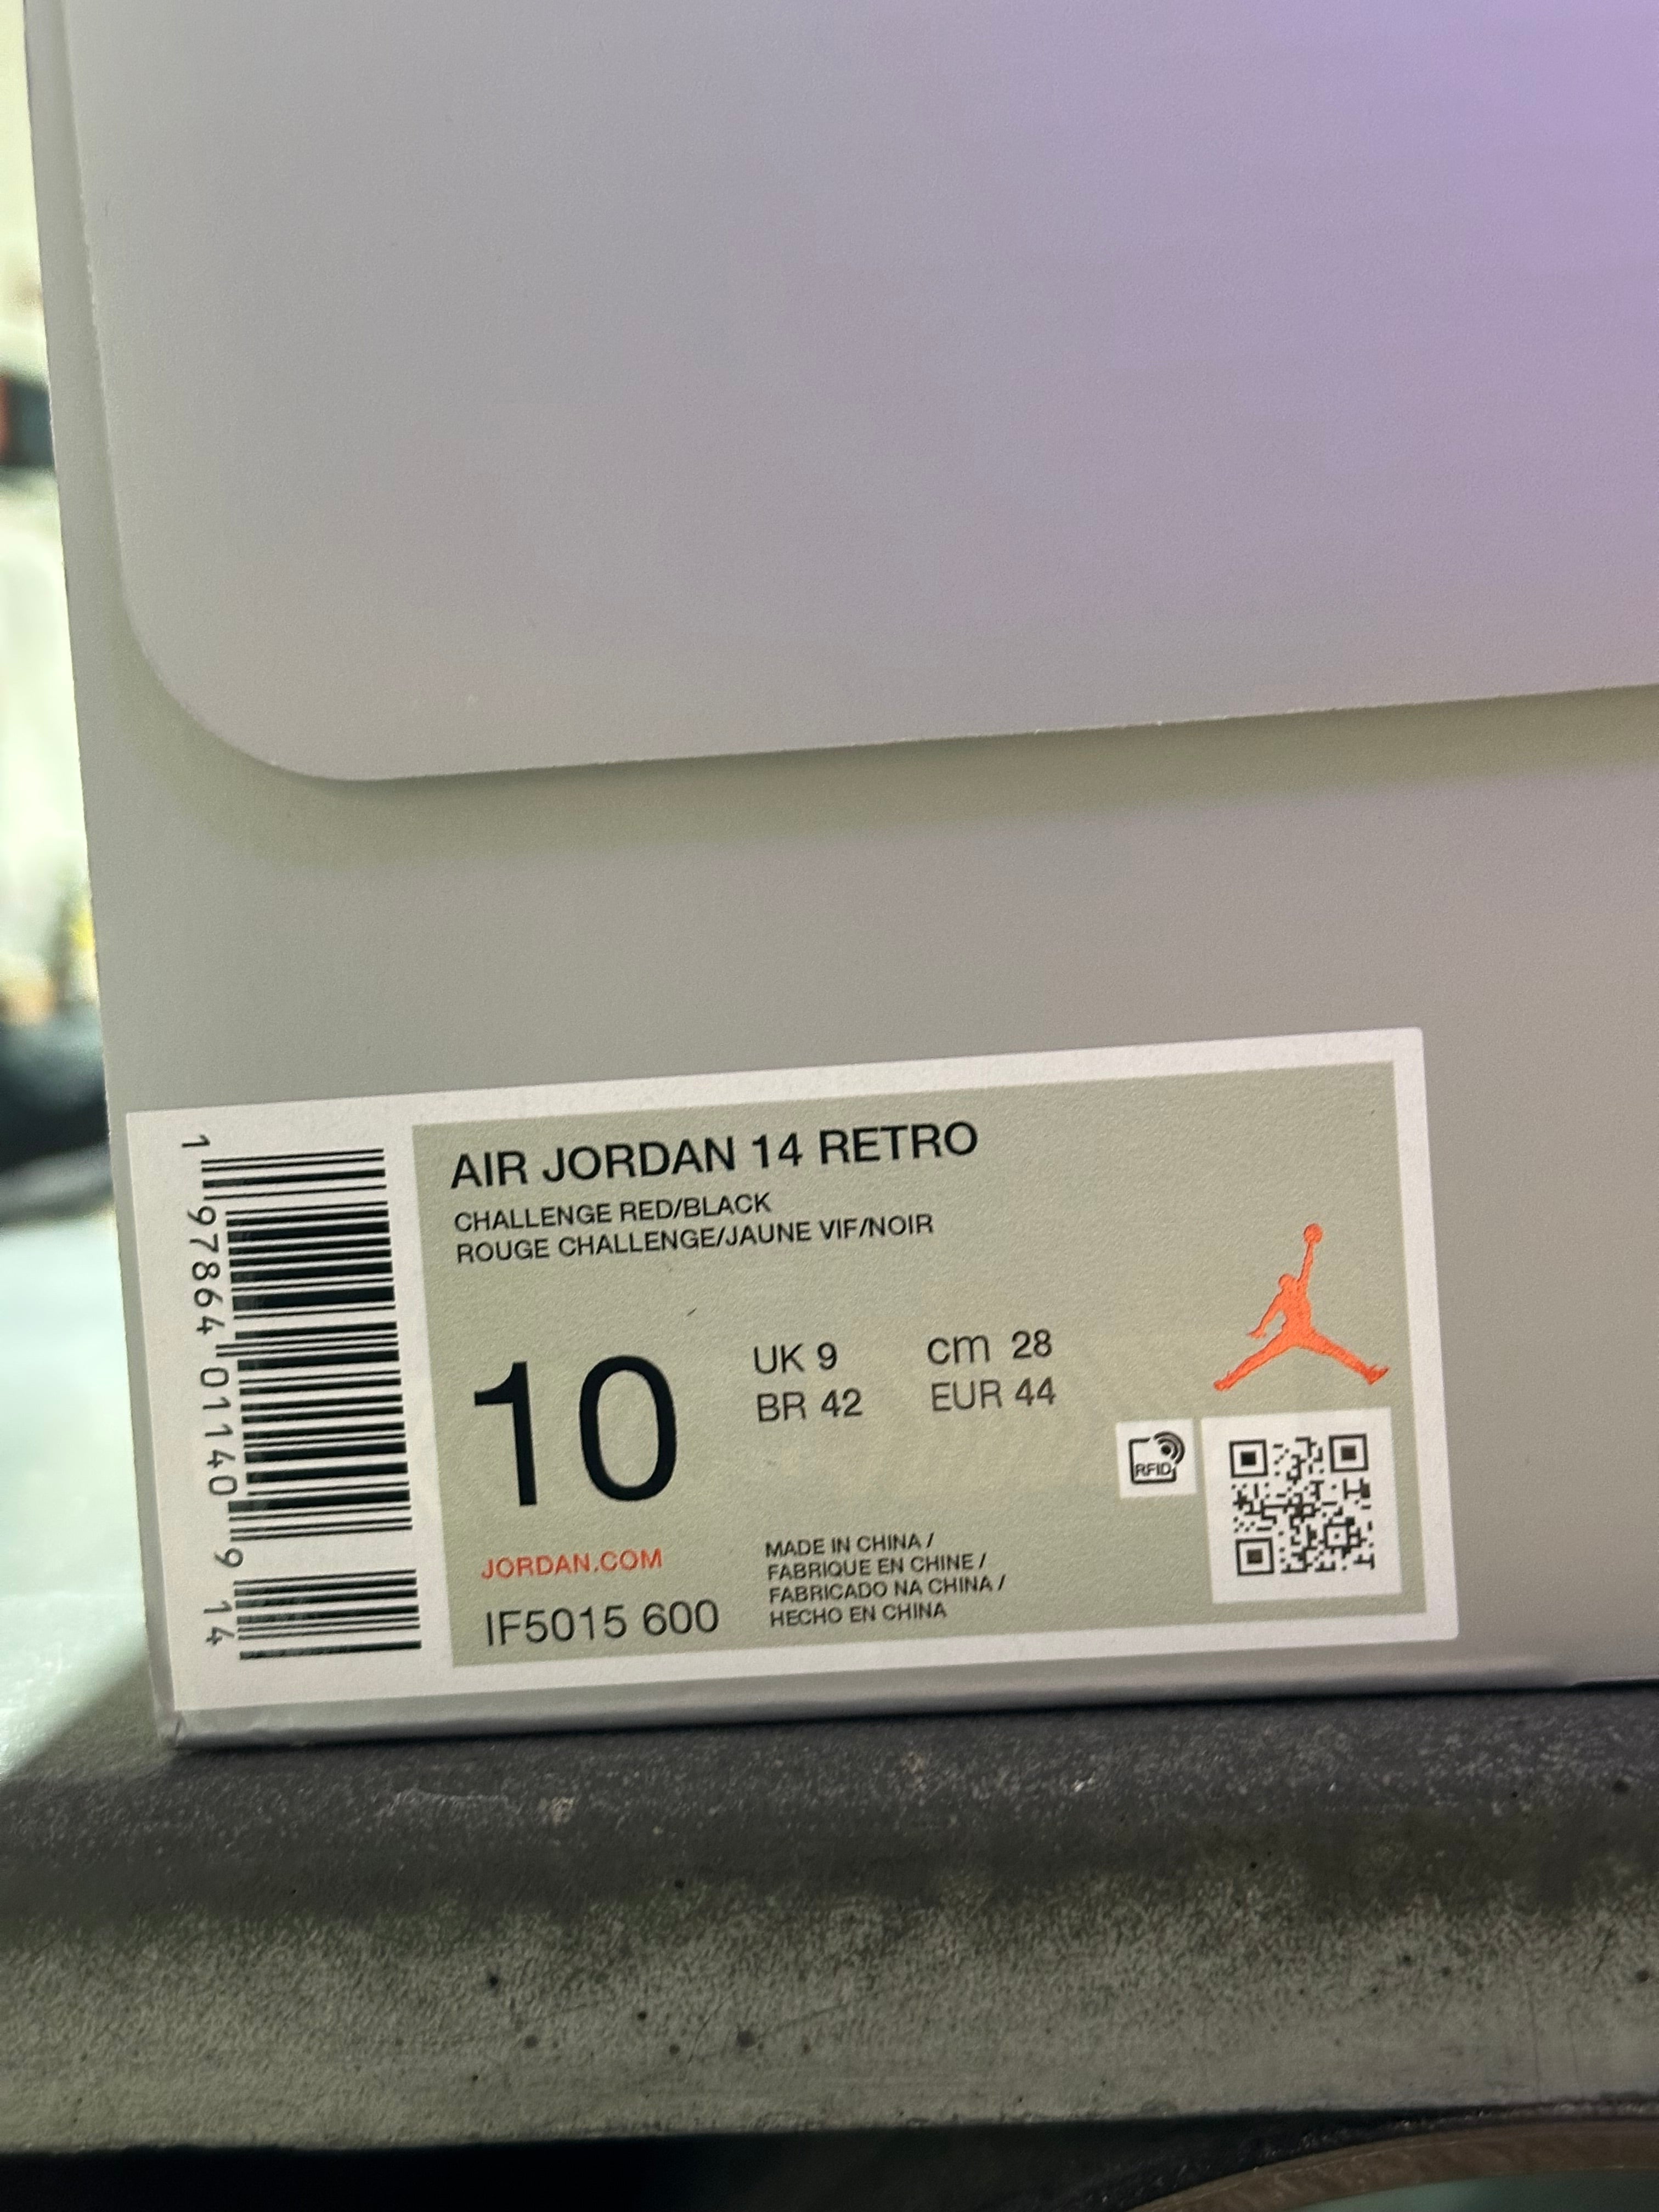 AIR JORDAN 14 RETRO
CHALLENGE RED/BLACK
ROUGE CHALLENGE/JAUNE VIF/NOIR
10
UK 9
cm 28
BR 42
EUR 44
RFID
JORDAN.COM
IF5015 600
MADE IN CHINA /
FABRIQUE EN CHINE /
FABRICADO NA CHINA /
HECHO EN CHINA
1 97864 01140 9 14